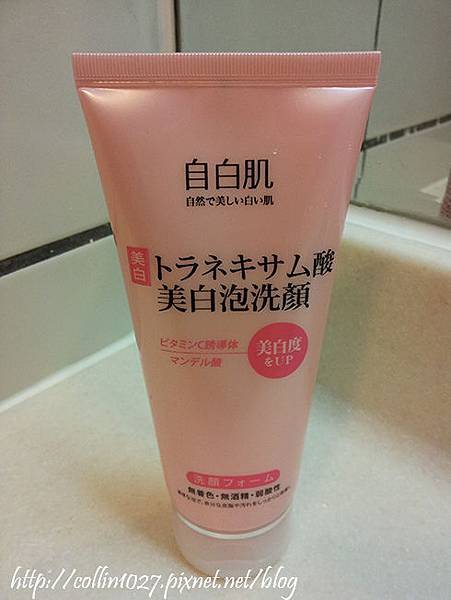 自白肌
自然で美しい白い肌
美白
トラネキサム酸
美白泡洗顔
ビタミンC誘導体
マンデル酸
美白度
をUP
洗顔フォーム
無着色・無酒精・弱酸性
http://collin1027.pixnet.net/blog